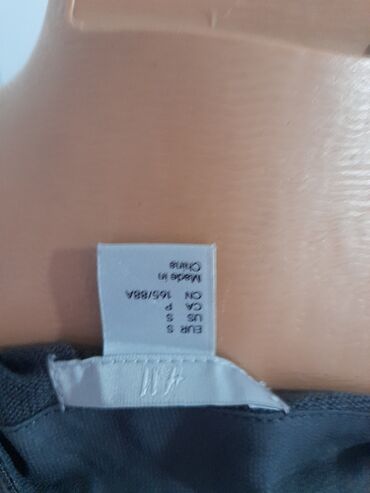 H&M
EUR S
US S
CA P
CN 165/88A
Made in
China